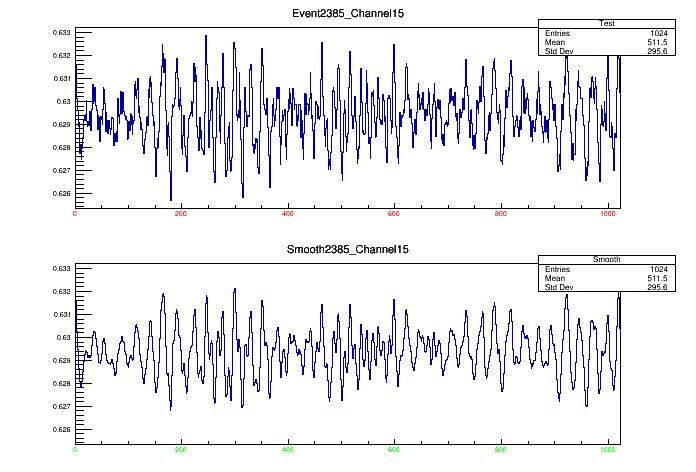 Event2385_Channel15
Test
Entries 1024
Mean 511.5
Std Dev 295.6
0.633
0.632
0.631
0.63
0.629
0.628
0.627
0.626
0 200 400 600 800 1000
Smooth2385_Channel15
Smooth
Entries 1024
Mean 511.5
Std Dev 295.6
0.633
0.632
0.631
0.63
0.629
0.628
0.627
0.626
0 200 400 600 800 1000